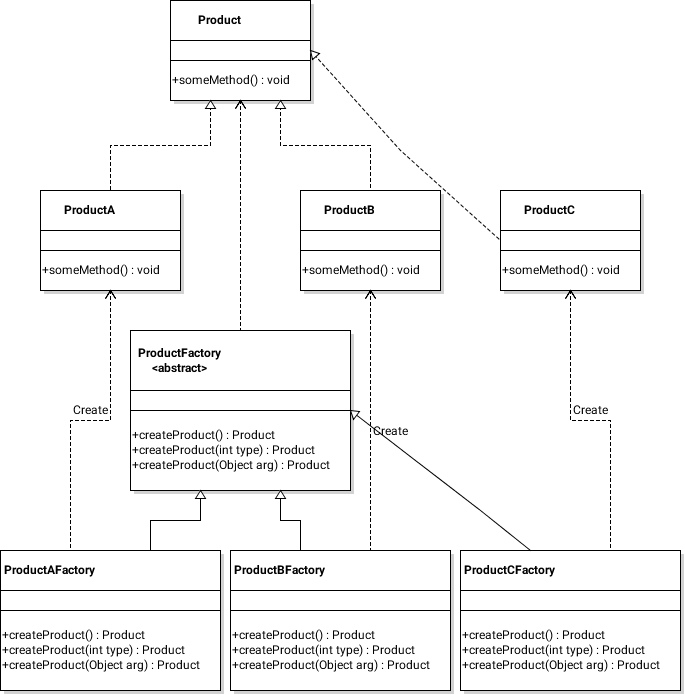 Product
+someMethod() : void
ProductA
+someMethod() : void
ProductB
+someMethod() : void
ProductC
+someMethod() : void
ProductFactory
<abstract>
+createProduct() : Product
+createProduct(int type) : Product
+createProduct(Object arg) : Product
Create
Create
Create
ProductAFactory
+createProduct() : Product
+createProduct(int type) : Product
+createProduct(Object arg) : Product
ProductBFactory
+createProduct() : Product
+createProduct(int type) : Product
+createProduct(Object arg) : Product
ProductCFactory
+createProduct() : Product
+createProduct(int type) : Product
+createProduct(Object arg) : Product